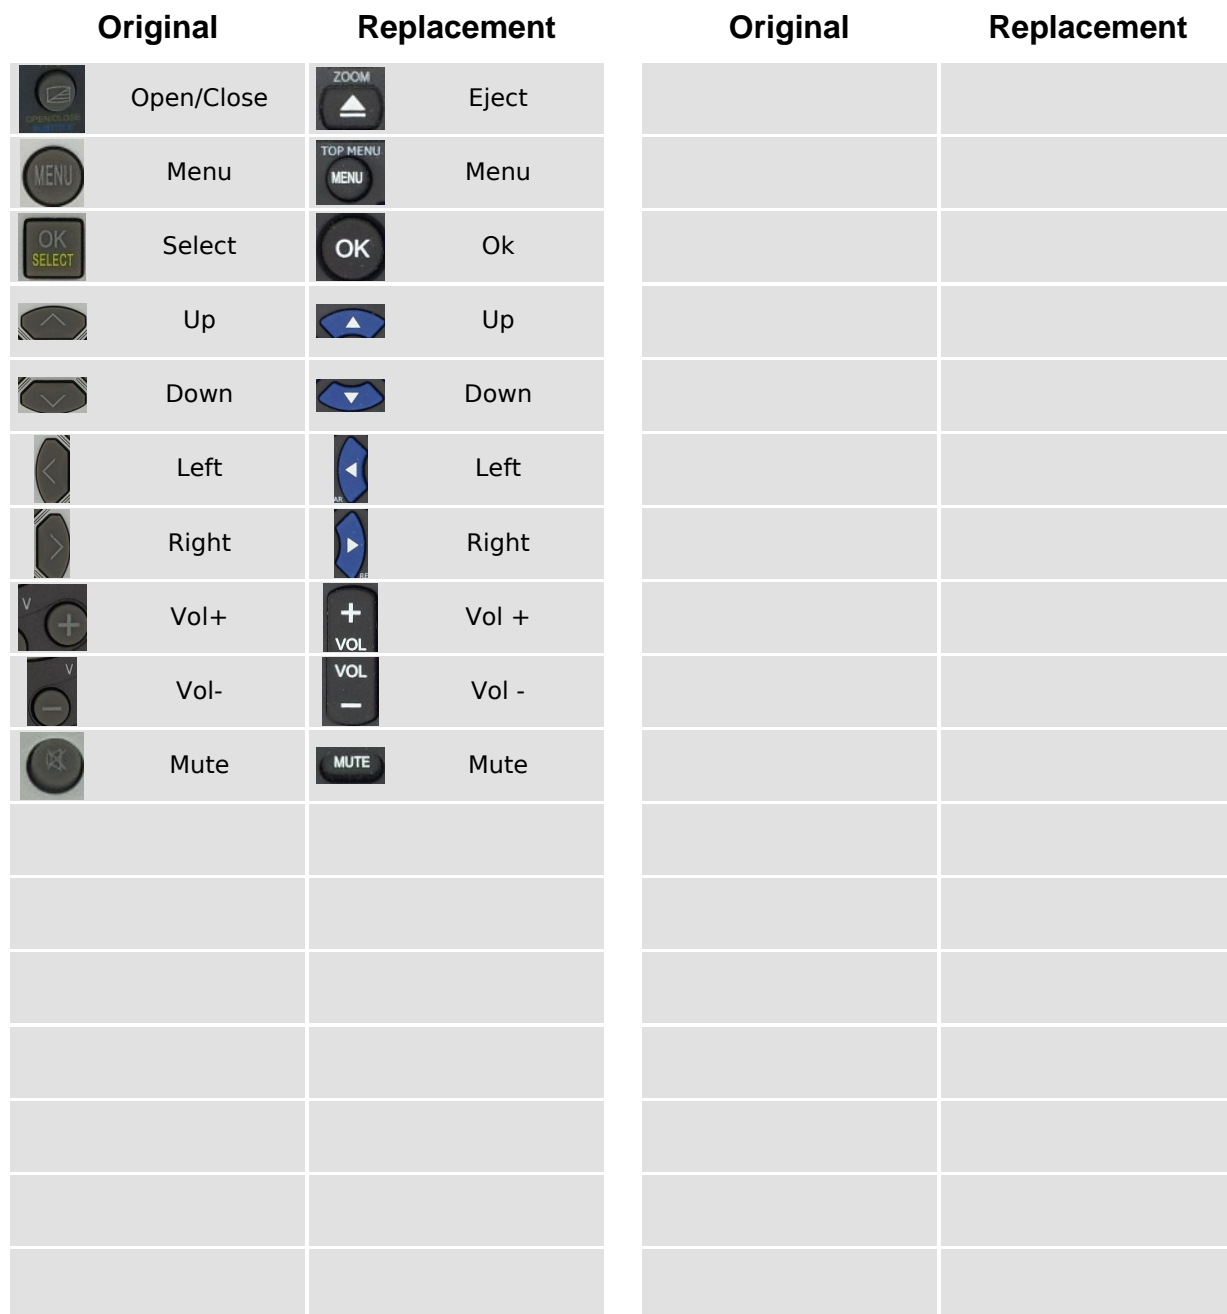 Original Replacement Original Replacement
OPEN/CLOSE Open/Close ZOOM Eject
MENU Menu TOP MENU MENU Menu
OK SELECT Select OK Ok
Up Up
Down Down
Left Left
Right Right
V + Vol+ + VOL Vol +
V - Vol- VOL - Vol -
Mute MUTE Mute